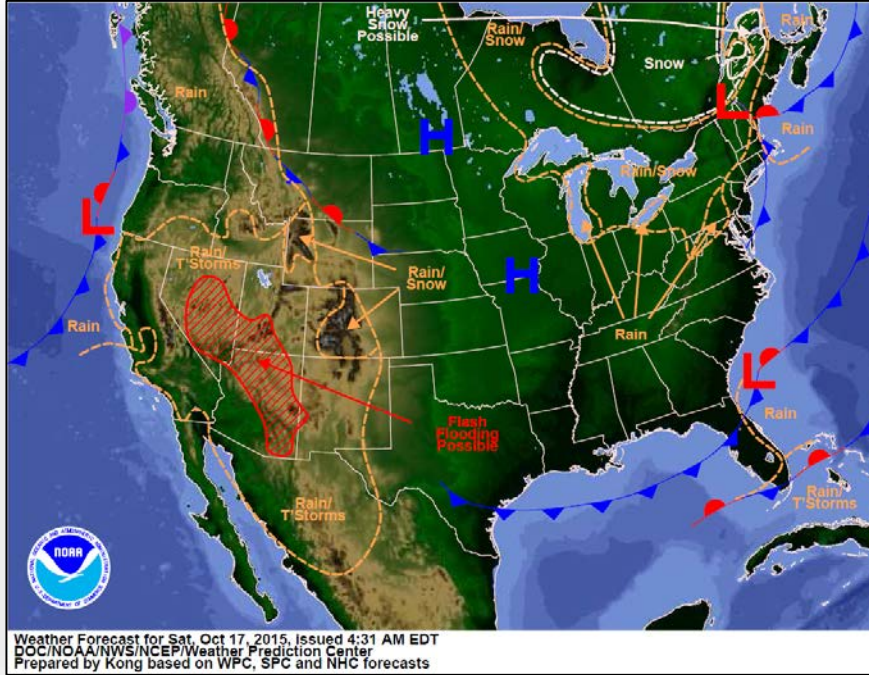 Heavy
Snow,
Possible
Rain/
Snow
Rain
Snow
Rain
L
Rain
H
Rain/Snow
L
Rain/
T'Storms
H
Rain/
Snow
Rain
Rain
L
Flash
Flooding
Possible
Rain
Rain/
T'Storms
Rain/
T'Storms
NOAA
Weather Forecast for Sat, Oct 17, 2015, issued 4:31 AM EDT
DOC/NOAA/NWS/NCEP/Weather Prediction Center
Prepared by Kong based on WPC, SPC and NHC forecasts